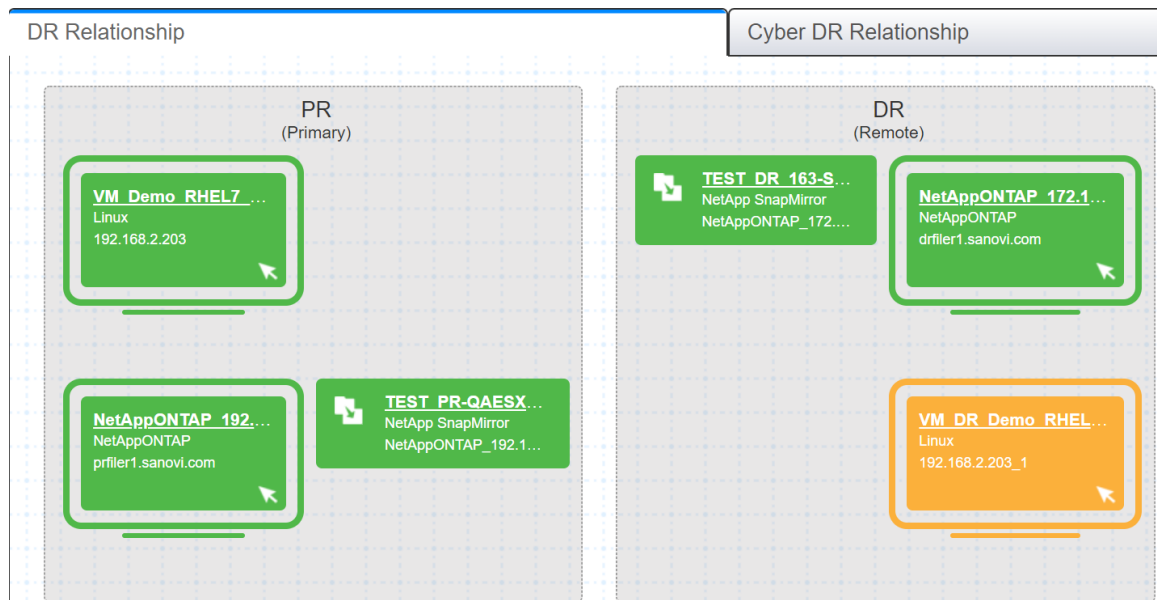 DR Relationship
Cyber DR Relationship
PR
(Primary)
VM_Demo_RHEL7_...
Linux
192.168.2.203
NetAppONTAP_192....
NetAppONTAP
prfiler1.sanovi.com
TEST_PR-QAESX...
NetApp SnapMirror
NetAppONTAP_192.1...
DR
(Remote)
TEST_DR_163-S...
NetApp SnapMirror
NetAppONTAP_172....
NetAppONTAP_172.1...
NetAppONTAP
drfiler1.sanovi.com
VM_DR_Demo_RHEL...
Linux
192.168.2.203_1